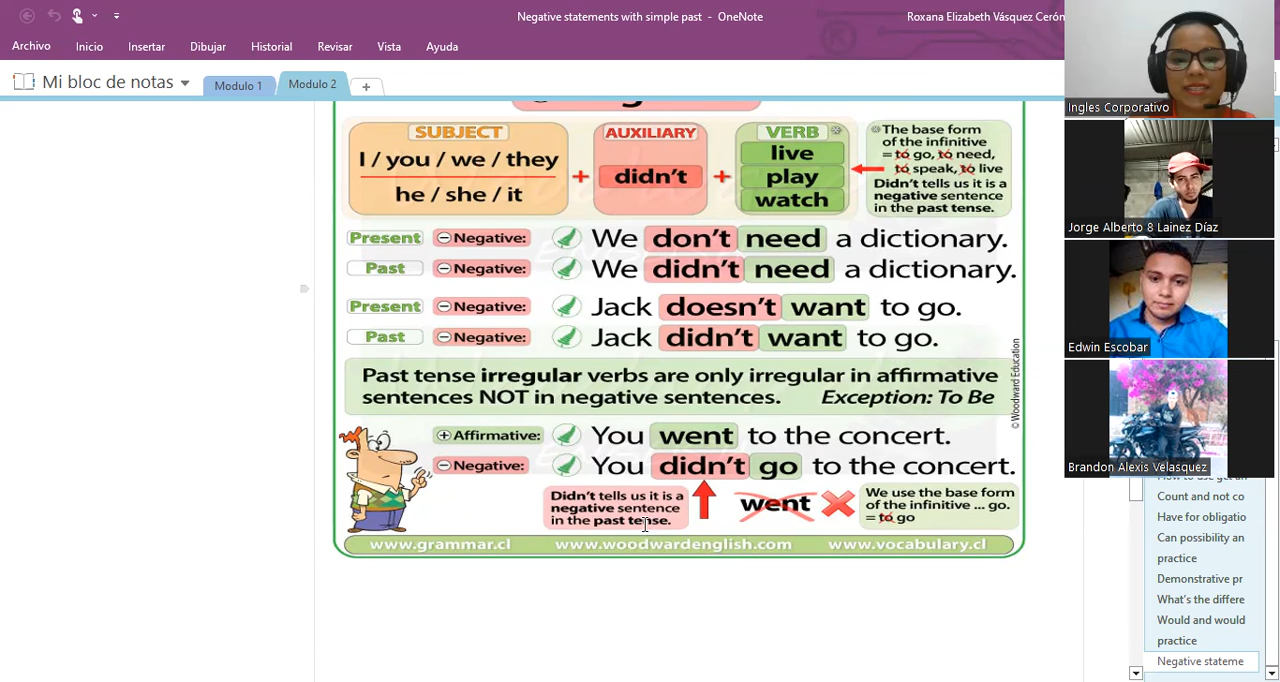 Negative statements with simple past - OneNote
Roxana Elizabeth Vásquez Cerón
Archivo Inicio Insertar Dibujar Historial Revisar Vista Ayuda
Mi bloc de notas Modulo 1 Modulo 2 +
Ingles Corporativo
SUBJECT AUXILIARY VERB
I / you / we / they
he / she / it
+ didn't +
live
play
watch
The base form
of the infinitive
= to go, to need,
to speak, to live
Didn't tells us it is a
negative sentence
in the past tense.
Jorge Alberto & Lainez Díaz
Present Negative: We don't need a dictionary.
Past Negative: We didn't need a dictionary.
Present Negative: Jack doesn't want to go.
Past Negative: Jack didn't want to go.
Edwin Escobar
Past tense irregular verbs are only irregular in affirmative
sentences NOT in negative sentences. Exception: To Be
© Woodward Education
Affirmative: You went to the concert.
Negative: You didn't go to the concert.
Brandon Alexis Velasquez
Didn't tells us it is a
negative sentence
in the past tense.
went
We use the base form
of the infinitive ... go.
= to go
www.grammar.cl www.woodwardenglish.com www.vocabulary.cl
Count and not co
Have for obligatio
Can possibility an
practice
Demonstrative pr
What's the differe
Would and would
practice
Negative stateme